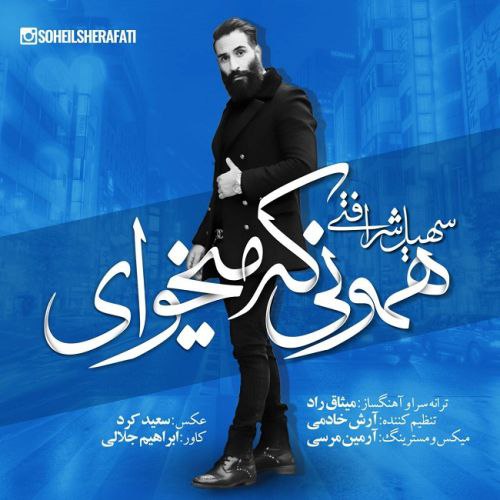 SOHEILSHERAFATI
سهیل شرافتی
همونی که میخوای
ترانه سرا و آهنگساز: میثاق راد
تنظیم کننده: آرش خادمی
میکس و مسترینگ: آرمین مرسی
عکس: سعید کرد
کاور: ابراهیم جلالی